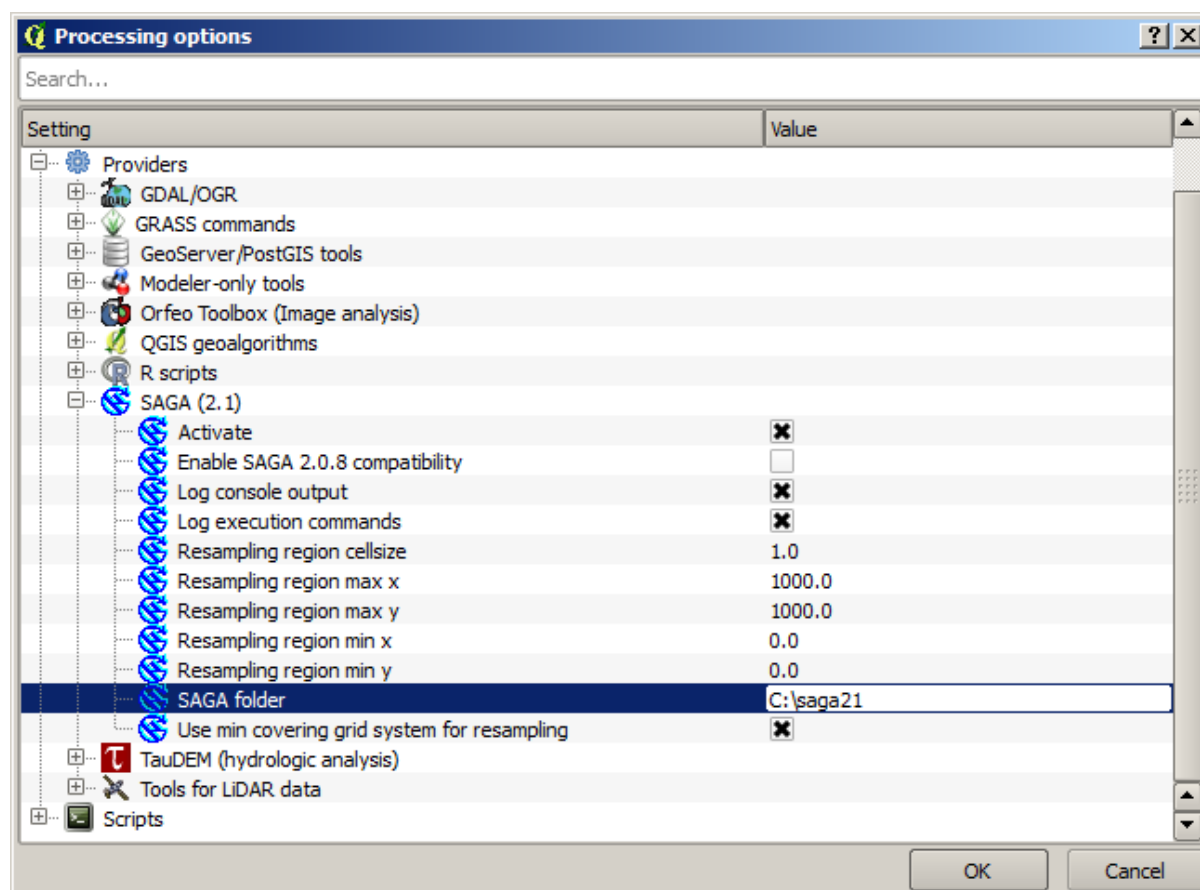 Processing options
Search...
Setting Value
Providers
GDAL/OGR
GRASS commands
GeoServer/PostGIS tools
Modeler-only tools
Orfeo Toolbox (Image analysis)
QGIS geoalgorithms
R scripts
SAGA (2.1)
Activate
Enable SAGA 2.0.8 compatibility
Log console output
Log execution commands
Resampling region cellsize 1.0
Resampling region max x 1000.0
Resampling region max y 1000.0
Resampling region min x 0.0
Resampling region min y 0.0
SAGA folder C:\saga21
Use min covering grid system for resampling
TauDEM (hydrologic analysis)
Tools for LiDAR data
Scripts
OK Cancel